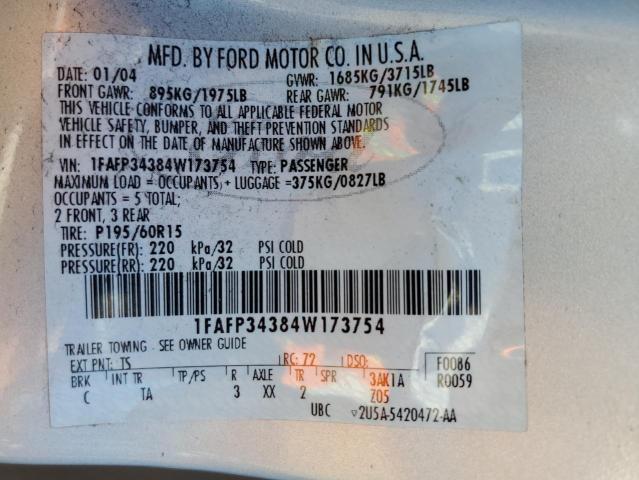 MFD. BY FORD MOTOR CO. IN U.S.A.
DATE: 01/04 GVWR: 1685KG/3715LB
FRONT GAWR: 895KG/1975LB REAR GAWR: 791KG/1745LB
THIS VEHICLE CONFORMS TO ALL APPLICABLE FEDERAL MOTOR
VEHICLE SAFETY, BUMPER, AND THEFT PREVENTION STANDARDS
IN EFFECT ON THE DATE OF MANUFACTURE SHOWN ABOVE.
VIN: 1FAFP34384W173754 TYPE: PASSENGER
MAXIMUM LOAD = OCCUPANTS + LUGGAGE =375KG/0827LB
OCCUPANTS = 5 TOTAL;
2 FRONT, 3 REAR
TIRE: P195/60R15
PRESSURE(FR): 220 kPa/32 PSI COLD
PRESSURE(RR): 220 kPa/32 PSI COLD
1FAFP34384W173754
TRAILER TOWING - SEE OWNER GUIDE
EXT PNT: TS RC: 72 DSO: F0086
BRK INT TR TP/PS R AXLE TR SPR 3AK1A R0059
C TA 3 XX 2 Z05
UBC ▽2U5A-5420472-AA